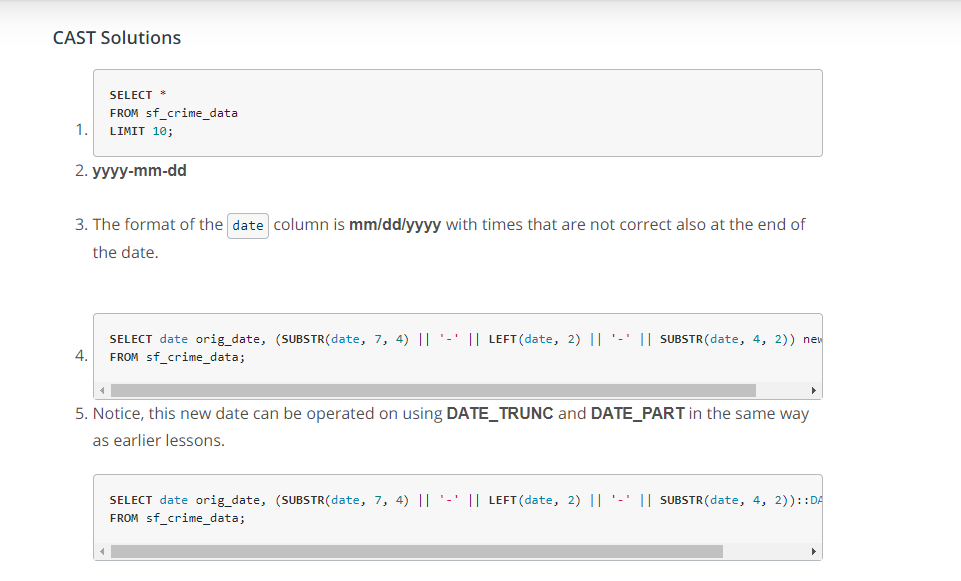 CAST Solutions
SELECT *
FROM sf_crime_data
1. LIMIT 10;
2. yyyy-mm-dd
3. The format of the date column is mm/dd/yyyy with times that are not correct also at the end of
the date.
SELECT date orig_date, (SUBSTR(date, 7, 4) || '-' || LEFT(date, 2) || '-' || SUBSTR(date, 4, 2)) new
4. FROM sf_crime_data;
5. Notice, this new date can be operated on using DATE_TRUNC and DATE_PART in the same way
as earlier lessons.
SELECT date orig_date, (SUBSTR(date, 7, 4) || '-' || LEFT(date, 2) || '-' || SUBSTR(date, 4, 2))::DA
FROM sf_crime_data;